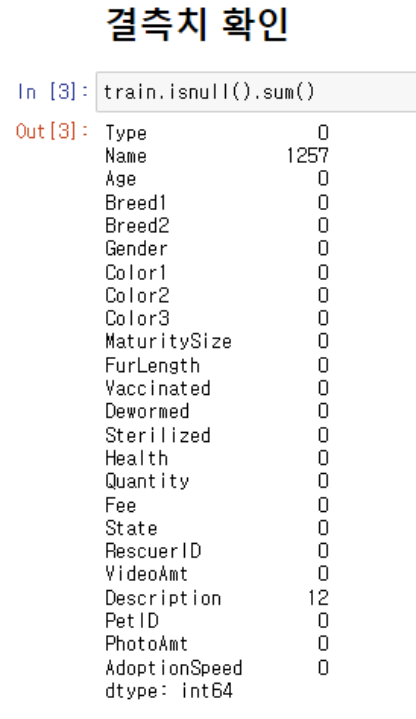 결측치 확인
In [3]: train.isnull().sum()
Out[3]: Type 0
Name 1257
Age 0
Breed1 0
Breed2 0
Gender 0
Color1 0
Color2 0
Color3 0
MaturitySize 0
FurLength 0
Vaccinated 0
Dewormed 0
Sterilized 0
Health 0
Quantity 0
Fee 0
State 0
RescuerID 0
VideoAmt 0
Description 12
PetID 0
PhotoAmt 0
AdoptionSpeed 0
dtype: int64